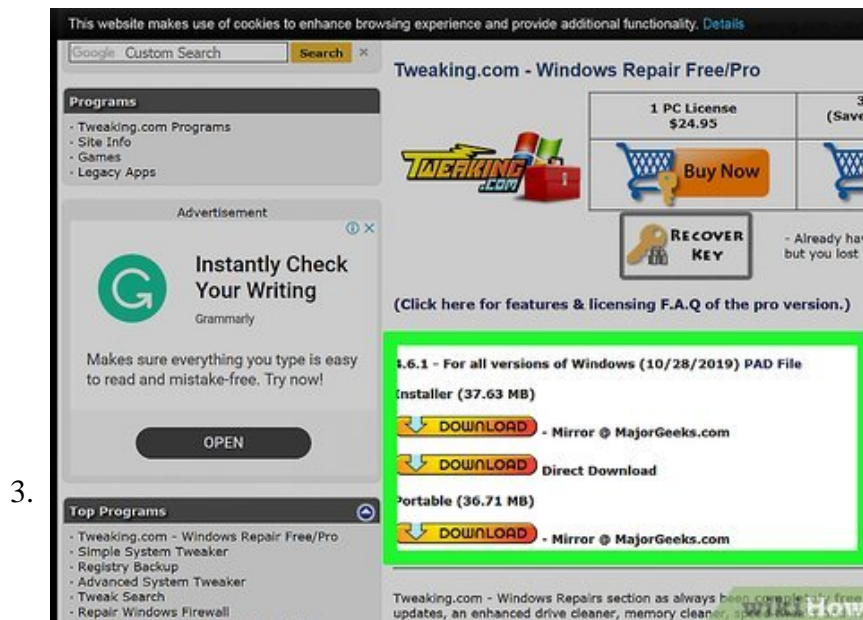 This website makes use of cookies to enhance browsing experience and provide additional functionality. Details
Google Custom Search Search ×
Programs
- Tweaking.com Programs
- Site Info
- Games
- Legacy Apps
Advertisement
Instantly Check
Your Writing
Grammarly
Makes sure everything you type is easy
to read and mistake-free. Try now!
OPEN
3.
Top Programs
- Tweaking.com - Windows Repair Free/Pro
- Simple System Tweaker
- Registry Backup
- Advanced System Tweaker
- Tweak Search
- Repair Windows Firewall
Tweaking.com - Windows Repair Free/Pro
1 PC License
$24.95
3
(Save
TWEAKING
.COM
Buy Now
RECOVER
KEY
- Already ha
but you lost
(Click here for features & licensing F.A.Q of the pro version.)
4.6.1 - For all versions of Windows (10/28/2019) PAD File
Installer (37.63 MB)
DOWNLOAD - Mirror @ MajorGeeks.com
DOWNLOAD Direct Download
Portable (36.71 MB)
DOWNLOAD - Mirror @ MajorGeeks.com
Tweaking.com - Windows Repairs section as always been completely free
updates, an enhanced drive cleaner, memory cleaner,
wikiHow